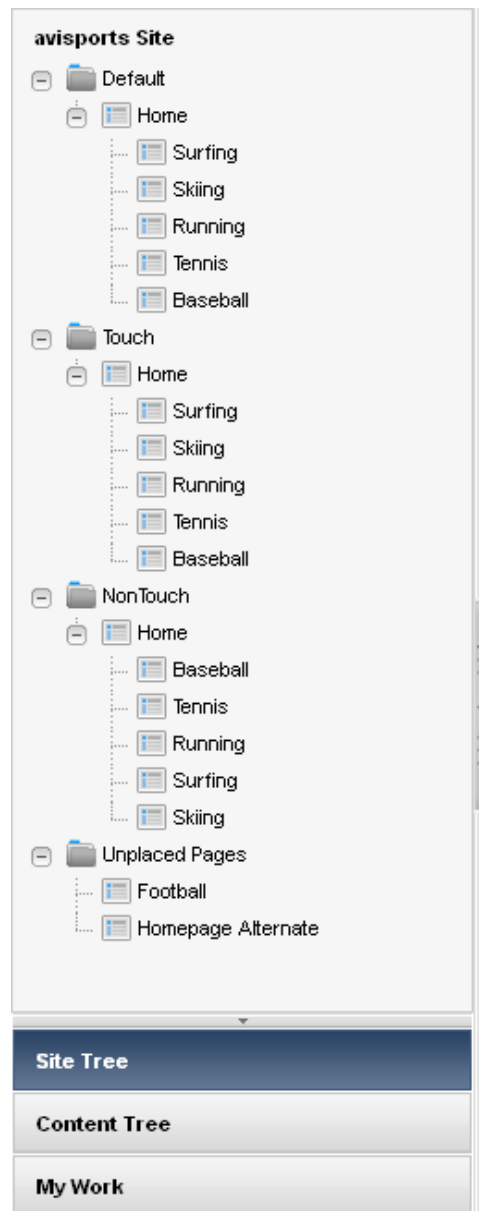 avisports Site
Default
Home
Surfing
Skiing
Running
Tennis
Baseball
Touch
Home
Surfing
Skiing
Running
Tennis
Baseball
NonTouch
Home
Baseball
Tennis
Running
Surfing
Skiing
Unplaced Pages
Football
Homepage Alternate
Site Tree
Content Tree
My Work